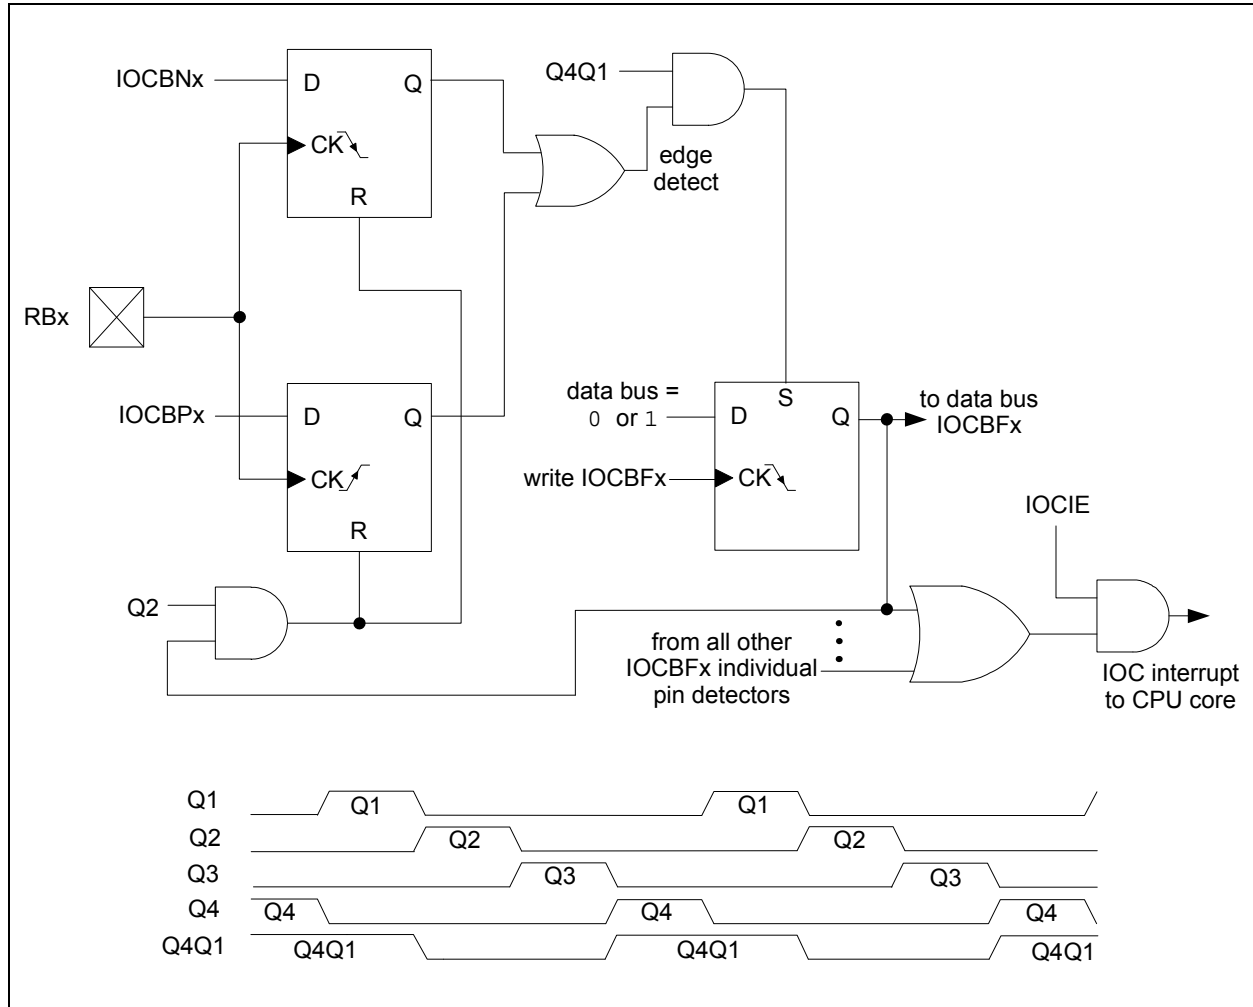 IOCBNx
D
Q
CK
R
Q4Q1
edge
detect
RBx
IOCBPx
D
Q
CK
R
data bus =
0 or 1
S
D
Q
to data bus
IOCBFx
write IOCBFx
CK
IOCIE
Q2
from all other
IOCBFx individual
pin detectors
IOC interrupt
to CPU core
Q1 Q1 Q1
Q2 Q2 Q2
Q3 Q3 Q3
Q4 Q4 Q4 Q4
Q4Q1 Q4Q1 Q4Q1 Q4Q1